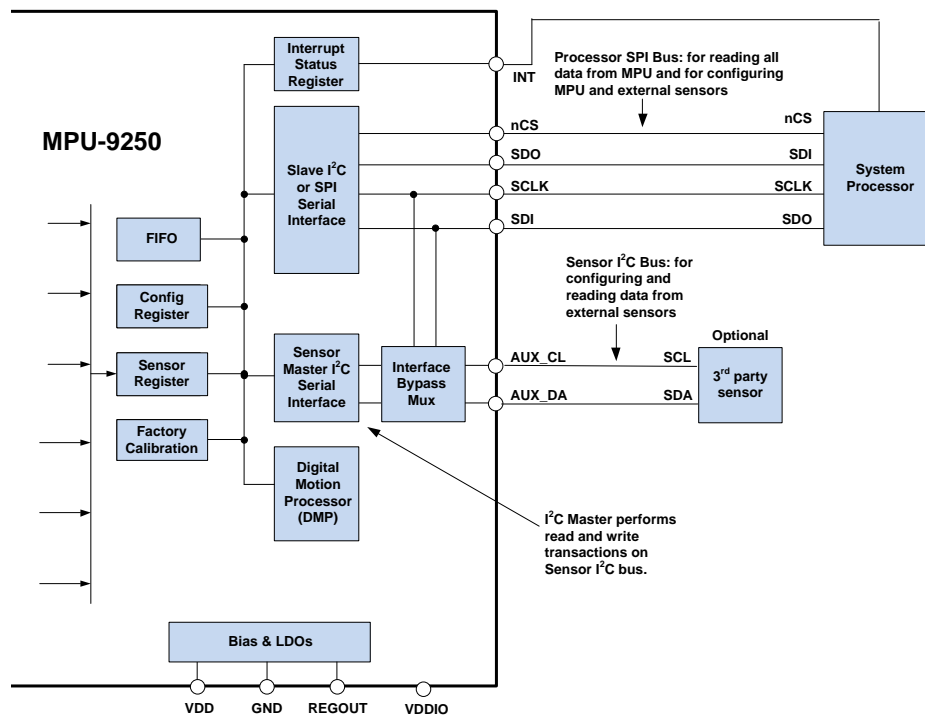 Interrupt
Status
Register
INT
Processor SPI Bus: for reading all
data from MPU and for configuring
MPU and external sensors
MPU-9250
nCS
nCS
SDO
SDI
SCLK
SCLK
SDI
SDO
Slave I²C
or SPI
Serial
Interface
System
Processor
FIFO
Config
Register
Sensor
Register
Factory
Calibration
Sensor
Master I²C
Serial
Interface
Interface
Bypass
Mux
Digital
Motion
Processor
(DMP)
Sensor I²C Bus: for
configuring and
reading data from
external sensors
AUX_CL
SCL
AUX_DA
SDA
Optional
3rd party
sensor
I²C Master performs
read and write
transactions on
Sensor I²C bus.
Bias & LDOs
VDD
GND
REGOUT
VDDIO